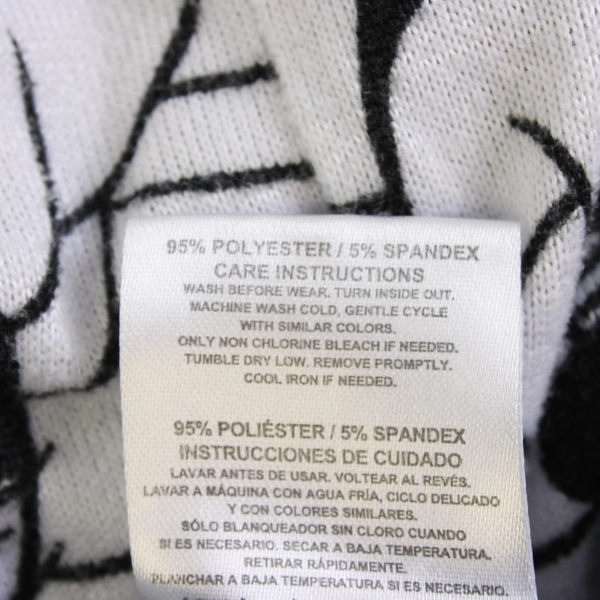 95% POLYESTER / 5% SPANDEX
CARE INSTRUCTIONS
WASH BEFORE WEAR. TURN INSIDE OUT.
MACHINE WASH COLD, GENTLE CYCLE
WITH SIMILAR COLORS.
ONLY NON CHLORINE BLEACH IF NEEDED.
TUMBLE DRY LOW. REMOVE PROMPTLY.
COOL IRON IF NEEDED.
95% POLIÉSTER / 5% SPANDEX
INSTRUCCIONES DE CUIDADO
LAVAR ANTES DE USAR. VOLTEAR AL REVÉS.
LAVAR A MÁQUINA CON AGUA FRÍA, CICLO DELICADO
Y CON COLORES SIMILARES.
SÓLO BLANQUEADOR SIN CLORO CUANDO
SI ES NECESARIO. SECAR A BAJA TEMPERATURA.
RETIRAR RÁPIDAMENTE.
PLANCHAR A BAJA TEMPERATURA SI ES NECESARIO.